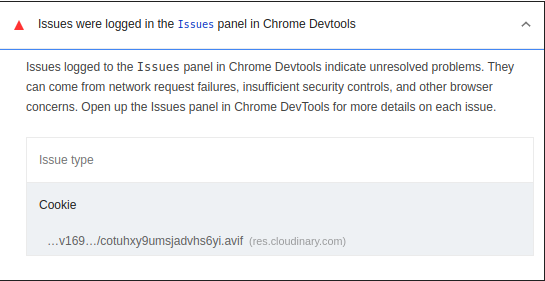 Issues were logged in the Issues panel in Chrome Devtools
Issues logged to the Issues panel in Chrome Devtools indicate unresolved problems. They
can come from network request failures, insufficient security controls, and other browser
concerns. Open up the Issues panel in Chrome DevTools for more details on each issue.
Issue type
Cookie
…v169…/cotuhxy9umsjadvhs6yi.avif (res.cloudinary.com)